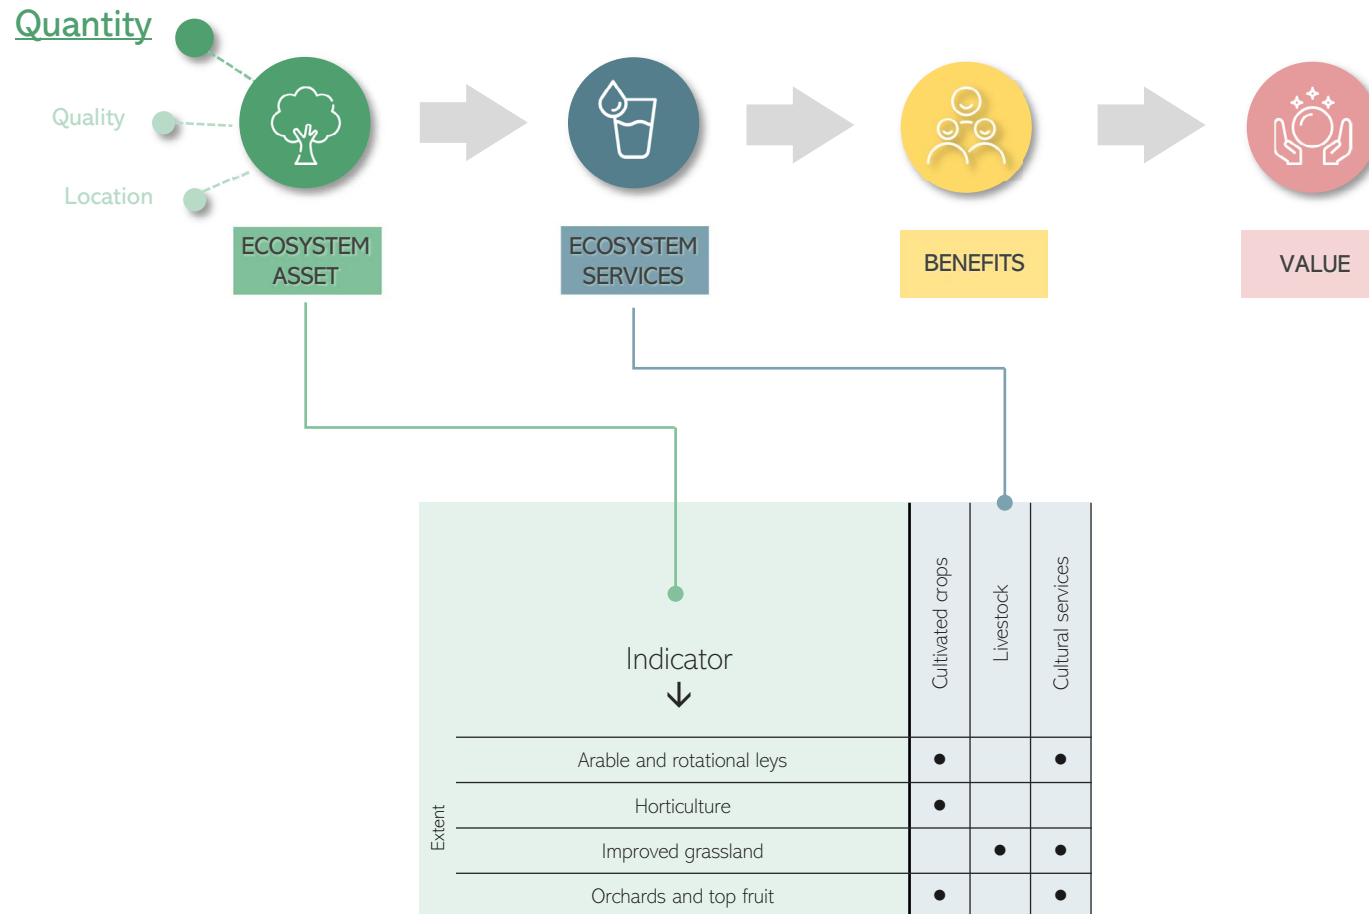 Quantity
Quality
Location
ECOSYSTEM
ASSET
ECOSYSTEM
SERVICES
BENEFITS
VALUE
Indicator
Cultivated crops
Livestock
Cultural services
Extent
Arable and rotational leys
Horticulture
Improved grassland
Orchards and top fruit